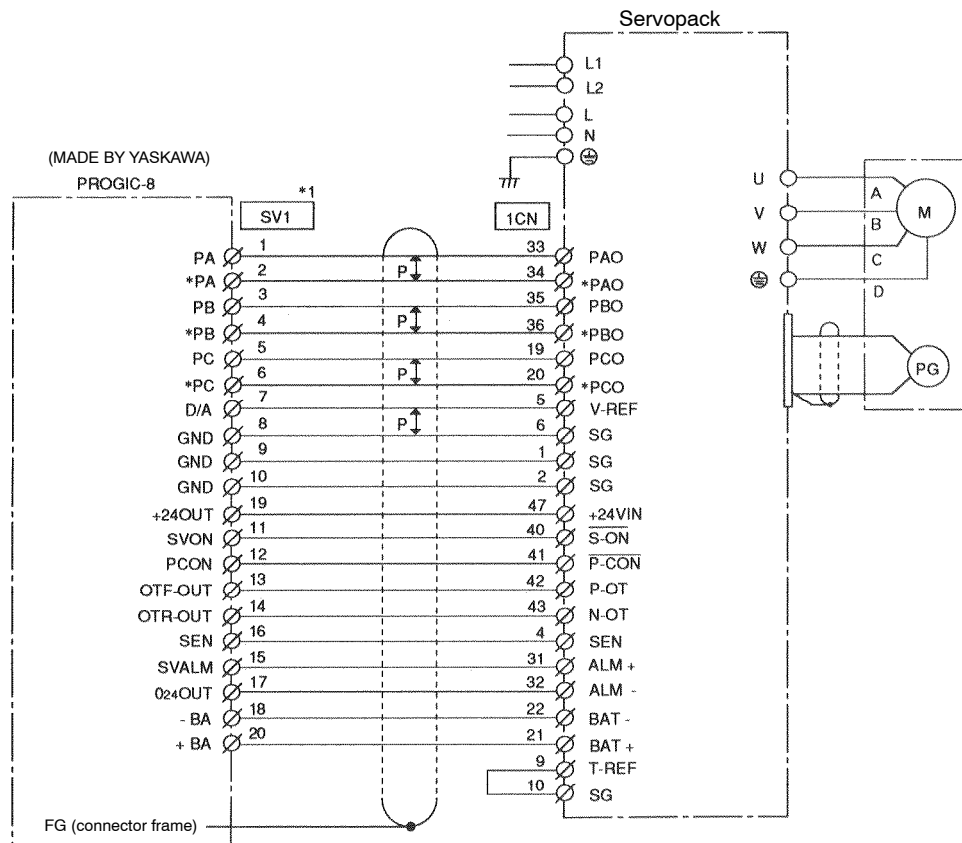 Servopack
L1
L2
L
N
(MADE BY YASKAWA)
PROGIC-8
*1
SV1
1CN
U
V
W
A
B
C
D
M
PG
PA 1 33 PAO
P
*PA 2 34 *PAO
PB 3 35 PBO
P
*PB 4 36 *PBO
PC 5 19 PCO
P
*PC 6 20 *PCO
D/A 7 5 V-REF
P
GND 8 6 SG
GND 9 1 SG
GND 10 2 SG
+24OUT 19 47 +24VIN
SVON 11 40 S-ON
PCON 12 41 P-CON
OTF-OUT 13 42 P-OT
OTR-OUT 14 43 N-OT
SEN 16 4 SEN
SVALM 15 31 ALM +
024OUT 17 32 ALM -
- BA 18 22 BAT -
+ BA 20 21 BAT +
9 T-REF
10 SG
FG (connector frame)